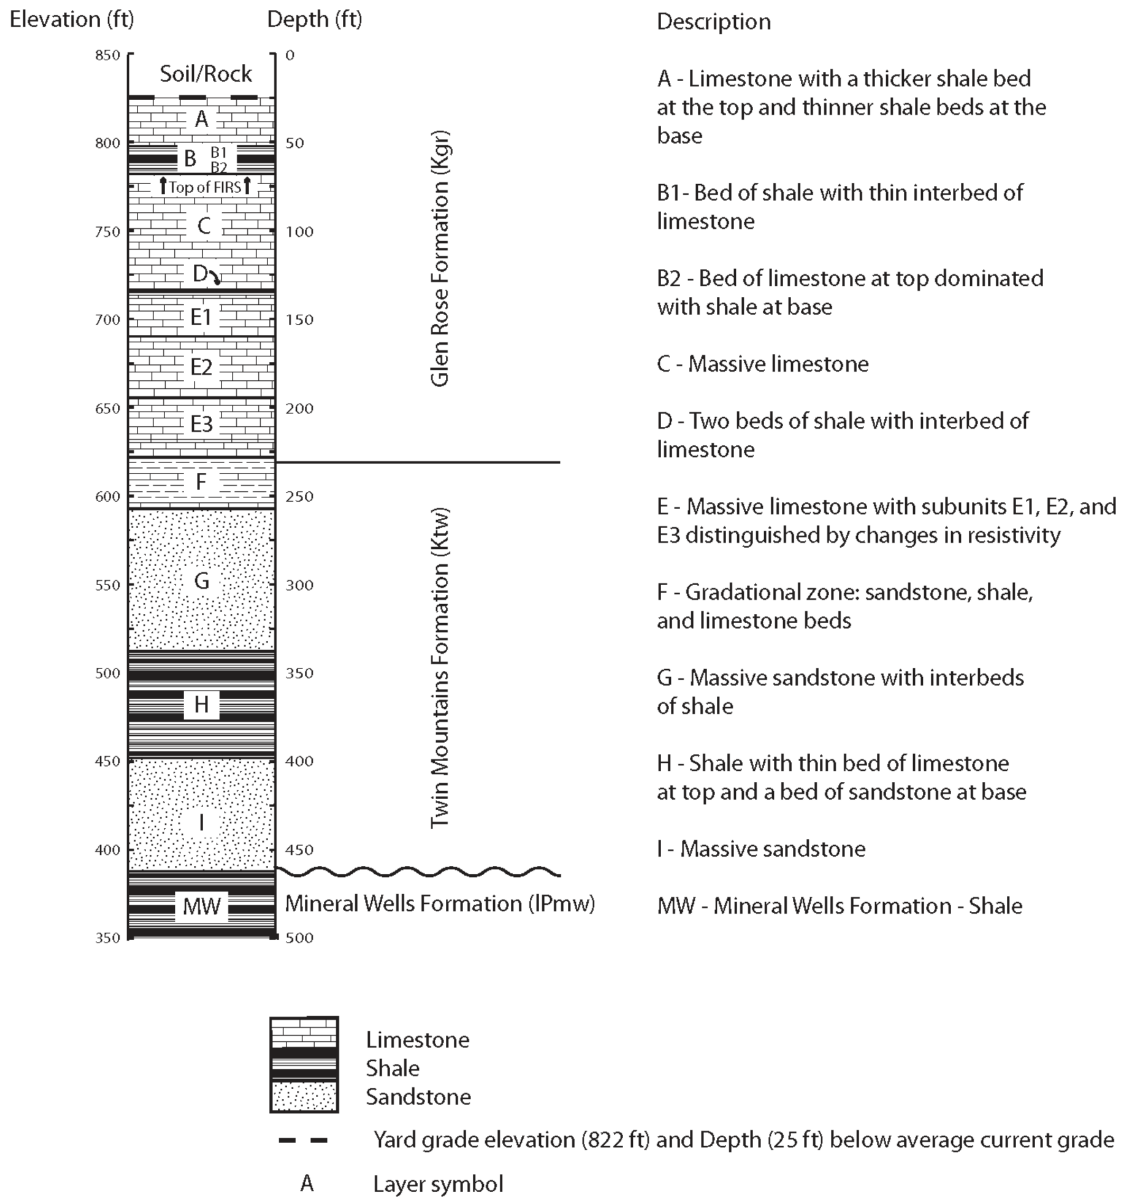 Elevation (ft)
Depth (ft)
Description
850
0
Soil/Rock
A
800
50
B
B1
B2
Top of FIRS
C
750
100
D
700
E1
150
E2
650
200
E3
F
600
250
G
550
300
500
350
H
450
400
I
400
450
MW
350
500
Glen Rose Formation (Kgr)
Twin Mountains Formation (Ktw)
Mineral Wells Formation (lPmw)
A - Limestone with a thicker shale bed
at the top and thinner shale beds at the
base
B1- Bed of shale with thin interbed of
limestone
B2 - Bed of limestone at top dominated
with shale at base
C - Massive limestone
D - Two beds of shale with interbed of
limestone
E - Massive limestone with subunits E1, E2, and
E3 distinguished by changes in resistivity
F - Gradational zone: sandstone, shale,
and limestone beds
G - Massive sandstone with interbeds
of shale
H - Shale with thin bed of limestone
at top and a bed of sandstone at base
I - Massive sandstone
MW - Mineral Wells Formation - Shale
Limestone
Shale
Sandstone
Yard grade elevation (822 ft) and Depth (25 ft) below average current grade
A
Layer symbol